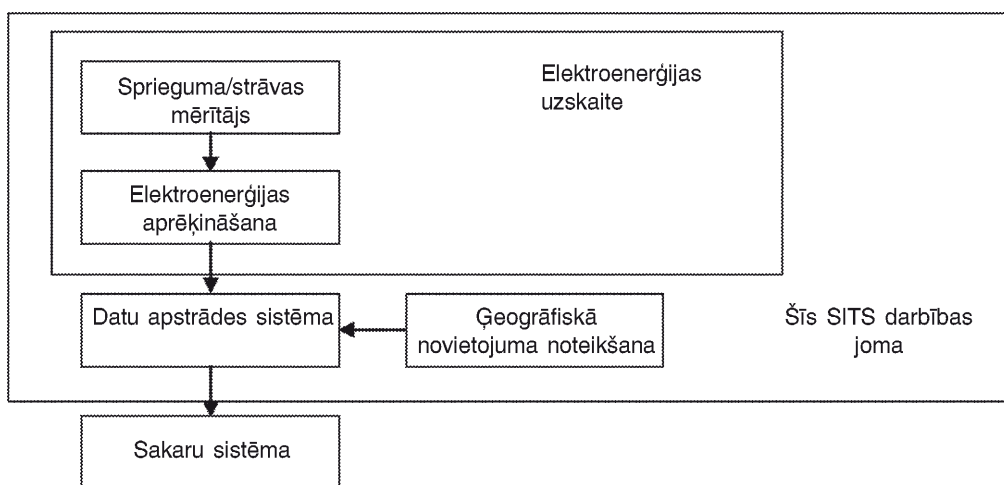 Sprieguma/strāvas
mērītājs
Elektroenerģijas
uzskaite
Elektroenerģijas
aprēķināšana
Datu apstrādes sistēma
Ģeogrāfiskā
novietojuma noteikšana
Šīs SITS darbības
joma
Sakaru sistēma